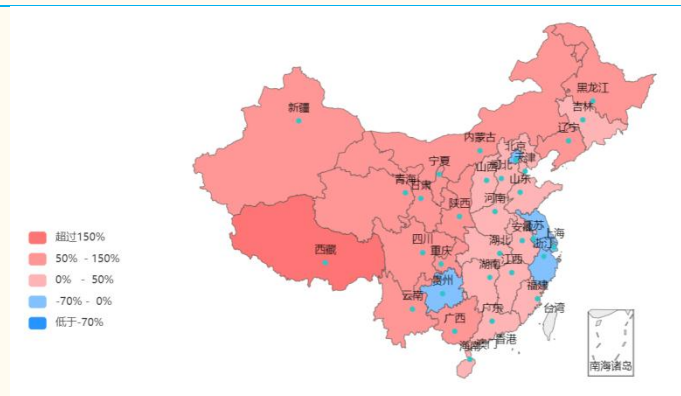 黑龙江
吉林
新疆
辽宁
内蒙古
北京
天津
宁夏
山西
河北
青海
甘肃
山东
陕西
河南
安徽
江苏
上海
浙江
四川
重庆
湖北
西藏
贵州
湖南
江西
云南
福建
台湾
广西
广东
香港
澳门
海南
南海诸岛
超过150%
50% - 150%
0% - 50%
-70% - 0%
低于-70%